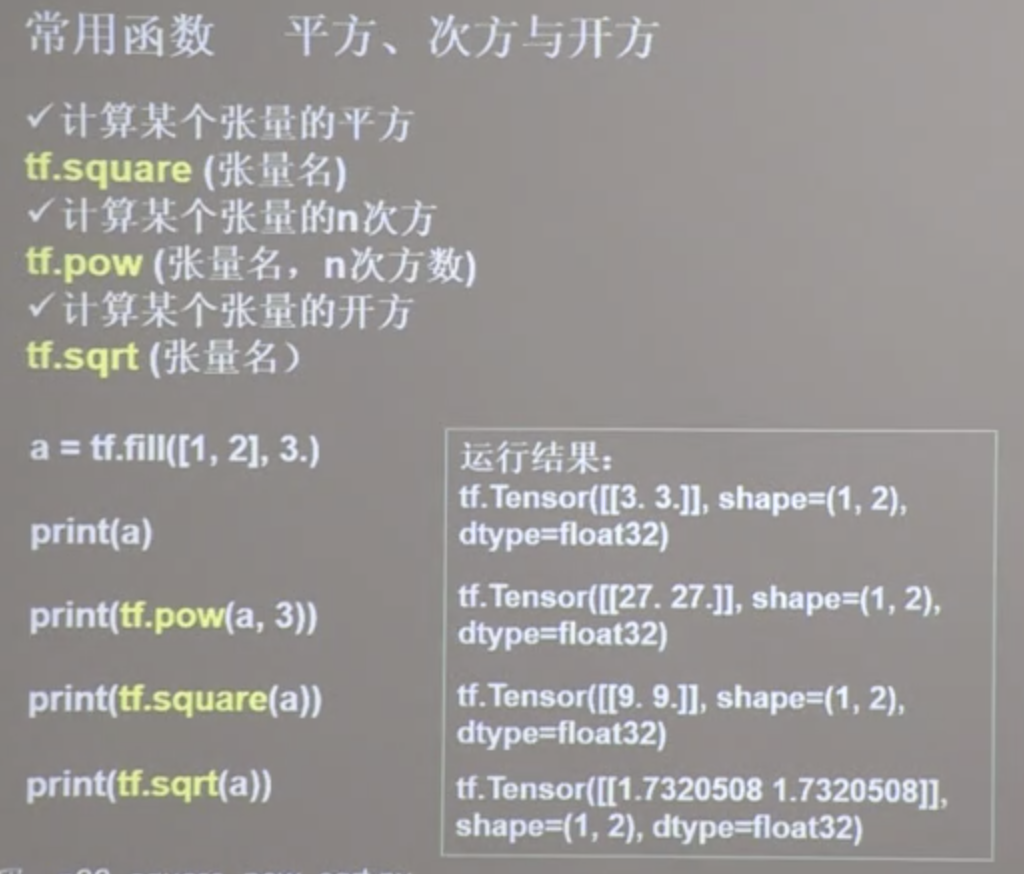 常用函数 平方、次方与开方
✓计算某个张量的平方
tf.square (张量名)
✓计算某个张量的n次方
tf.pow (张量名，n次方数)
✓计算某个张量的开方
tf.sqrt (张量名）
a = tf.fill([1, 2], 3.)
print(a)
print(tf.pow(a, 3))
print(tf.square(a))
print(tf.sqrt(a))
运行结果：
tf.Tensor([[3. 3.]], shape=(1, 2),
dtype=float32)
tf.Tensor([[27. 27.]], shape=(1, 2),
dtype=float32)
tf.Tensor([[9. 9.]], shape=(1, 2),
dtype=float32)
tf.Tensor([[1.7320508 1.7320508]],
shape=(1, 2), dtype=float32)